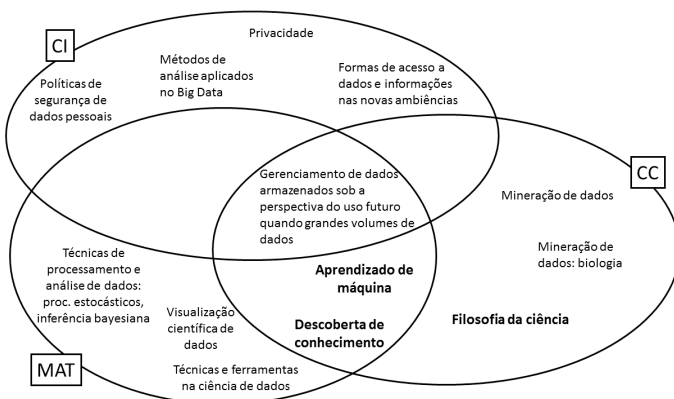 CI
Privacidade
Políticas de
segurança de
dados pessoais
Métodos de
análise aplicados
no Big Data
Formas de acesso a
dados e informações
nas novas ambiências
CC
Gerenciamento de dados
armazenados sob a
perspectiva do uso futuro
quando grandes volumes de
dados
Mineração de dados
Mineração de
dados: biologia
Filosofia da ciência
Aprendizado de
máquina
Descoberta de
conhecimento
Técnicas de
processamento e
análise de dados:
proc. estocásticos,
inferência bayesiana
Visualização
científica de
dados
Técnicas e ferramentas
na ciência de dados
MAT